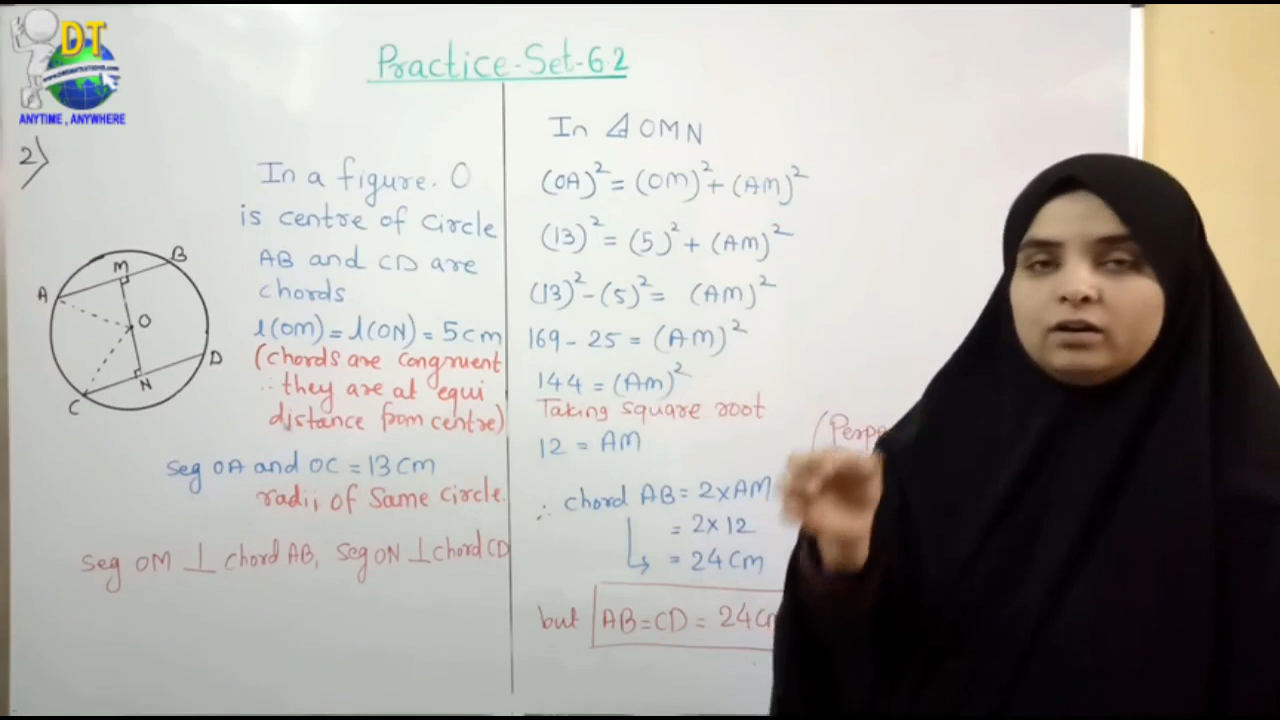 DT
ANYTIME , ANYWHERE
Practice-Set-6.2
2)
In a figure. O
is centre of circle
AB and CD are
chords
l(OM) = l(ON) = 5cm
(chords are congruent
∵ they are at equi
distance from centre)
seg OA and OC = 13cm
radii of same circle.
seg OM ⊥ chord AB, seg ON ⊥ chord CD
A
M
B
O
C
N
D
In ⊿ OMN
(OA)² = (OM)² + (AM)²
(13)² = (5)² + (AM)²
(13)² - (5)² = (AM)²
169 - 25 = (AM)²
144 = (AM)²
Taking square root
12 = AM
(Perpe
∴ chord AB = 2×AM
= 2×12
↳ = 24cm
but AB=CD = 24cm